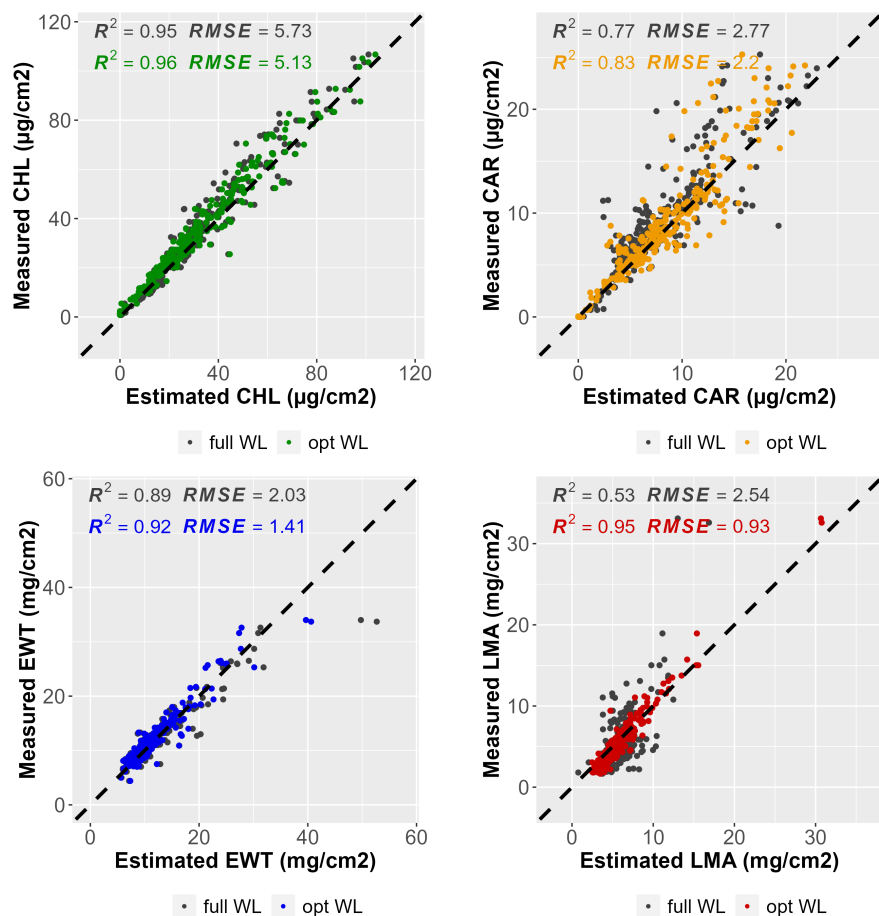 R² = 0.95 RMSE = 5.73
R² = 0.96 RMSE = 5.13
120
80
40
0
Measured CHL (µg/cm2)
0 40 80 120
Estimated CHL (µg/cm2)
full WL opt WL
R² = 0.77 RMSE = 2.77
R² = 0.83 RMSE = 2.2
20
10
0
Measured CAR (µg/cm2)
0 10 20
Estimated CAR (µg/cm2)
full WL opt WL
R² = 0.89 RMSE = 2.03
R² = 0.92 RMSE = 1.41
60
40
20
0
Measured EWT (mg/cm2)
0 20 40 60
Estimated EWT (mg/cm2)
full WL opt WL
R² = 0.53 RMSE = 2.54
R² = 0.95 RMSE = 0.93
30
20
10
0
Measured LMA (mg/cm2)
0 10 20 30
Estimated LMA (mg/cm2)
full WL opt WL